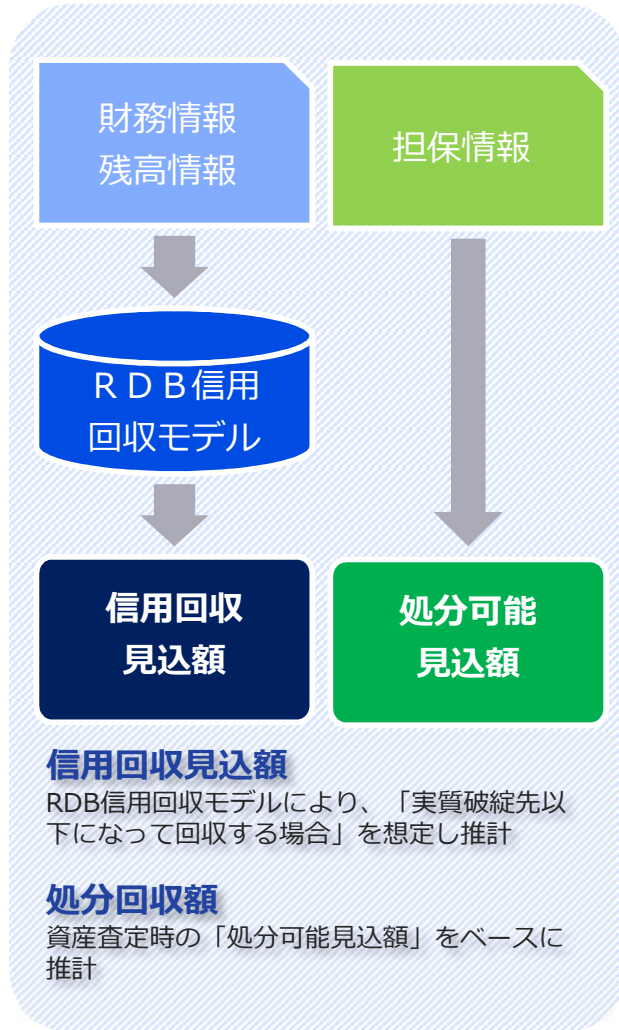 財務情報
残高情報
担保情報
ＲＤＢ信用
回収モデル
信用回収
見込額
処分可能
見込額
信用回収見込額
RDB信用回収モデルにより、「実質破綻先以
下になって回収する場合」を想定し推計
処分回収額
資産査定時の「処分可能見込額」をベースに
推計